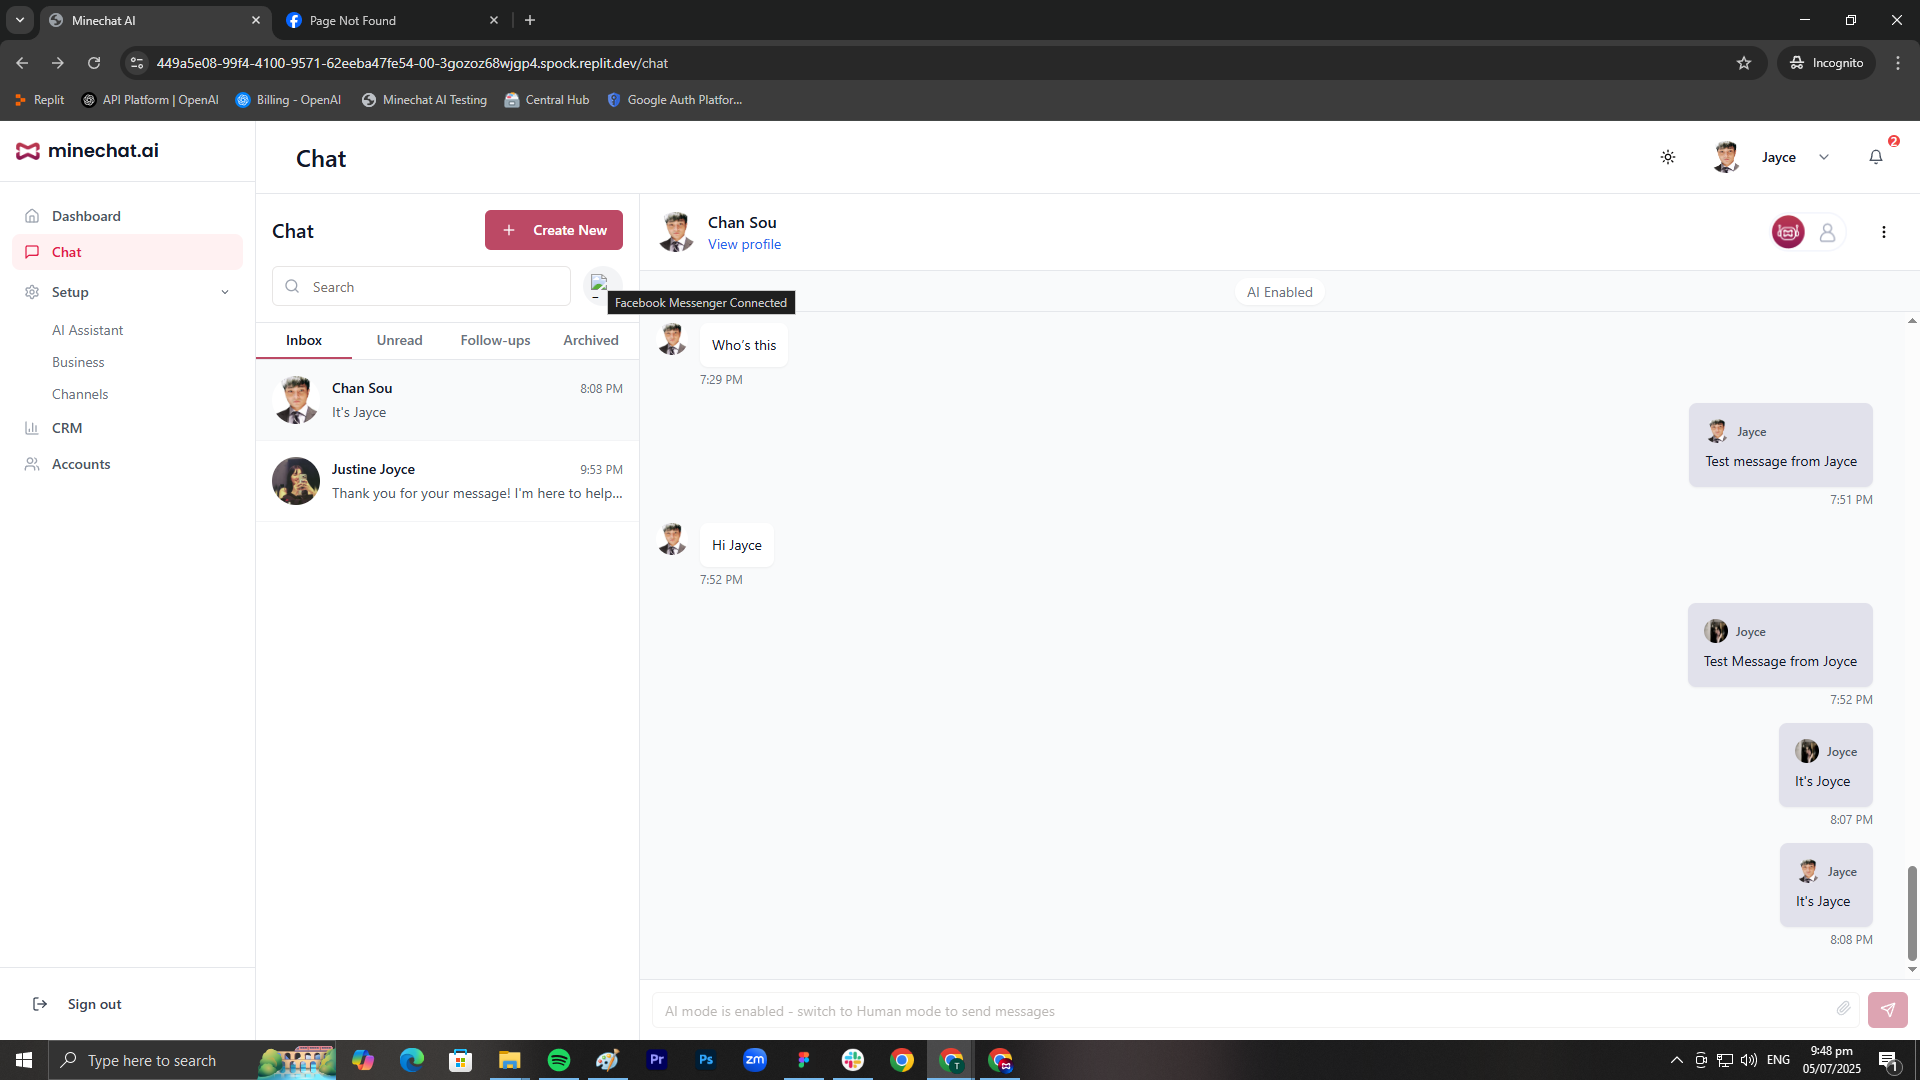 Minechat AI
Page Not Found
449a5e08-99f4-4100-9571-62eeba47fe54-00-3gozoz68wjgp4.spock.replit.dev/chat
Incognito
Replit
API Platform | OpenAI
Billing - OpenAI
Minechat AI Testing
Central Hub
Google Auth Platfor...
minechat.ai
Chat
Jayce
2
Dashboard
Chat
Setup
AI Assistant
Business
Channels
CRM
Accounts
Sign out
Chat
+ Create New
Search
Facebook Messenger Connected
Inbox
Unread
Follow-ups
Archived
Chan Sou
8:08 PM
It's Jayce
Justine Joyce
9:53 PM
Thank you for your message! I'm here to help...
Chan Sou
View profile
AI Enabled
Who's this
7:29 PM
Jayce
Test message from Jayce
7:51 PM
Hi Jayce
7:52 PM
Joyce
Test Message from Joyce
7:52 PM
Joyce
It's Joyce
8:07 PM
Jayce
It's Jayce
8:08 PM
AI mode is enabled - switch to Human mode to send messages
Type here to search
Pr
Ps
zm
T
ENG
9:48 pm
05/07/2025
1